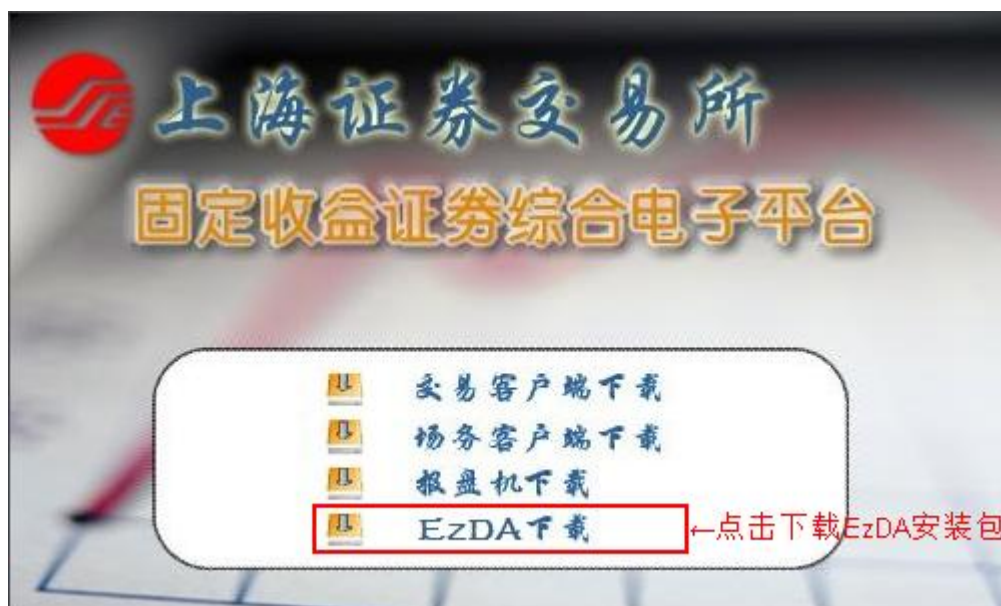 上海证券交易所
固定收益证券综合电子平台
交易客户端下载
场务客户端下载
报盘机下载
EzDA下载 ←点击下载EzDA安装包